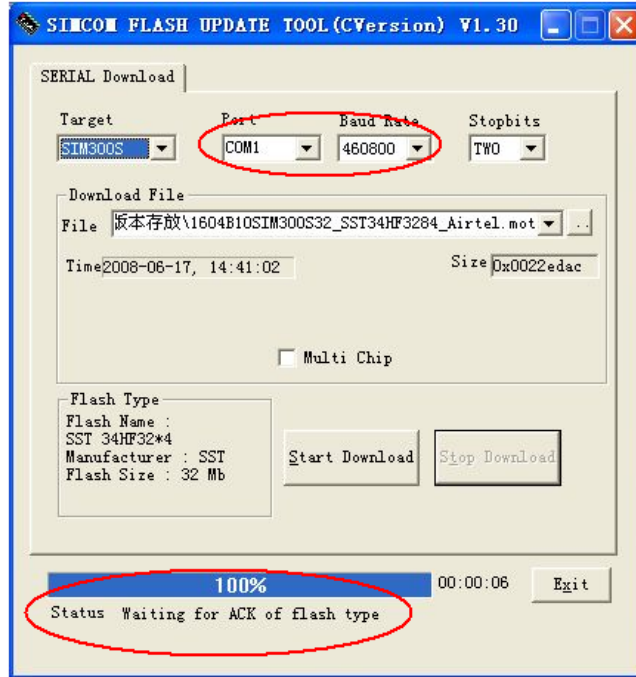 SIMCOM FLASH UPDATE TOOL(CVersion) V1.30
SERIAL Download
Target Port Baud Rate Stopbits
SIM300S COM1 460800 TWO
Download File
File 版本存放\1604B10SIM300S32_SST34HF3284_Airtel.mot ..
Time 2008-06-17, 14:41:02 Size 0x0022edac
Multi Chip
Flash Type
Flash Name :
SST 34HF32*4
Manufacturer : SST
Flash Size : 32 Mb
Start Download Stop Download
100% 00:00:06 Exit
Status Waiting for ACK of flash type